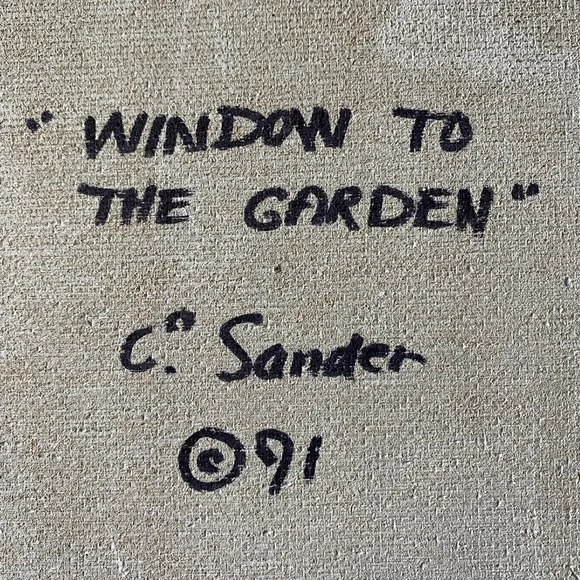 "WINDOW TO
THE GARDEN"
C.º Sander
©91